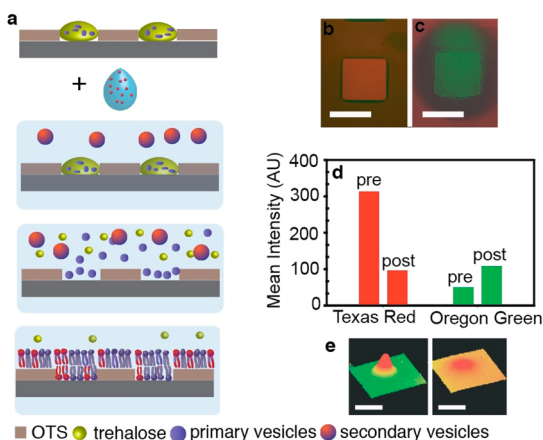 a
+
b
c
d
Mean Intensity (AU)
400
300
200
100
0
pre
post
pre
post
Texas Red
Oregon Green
e
OTS trehalose primary vesicles secondary vesicles